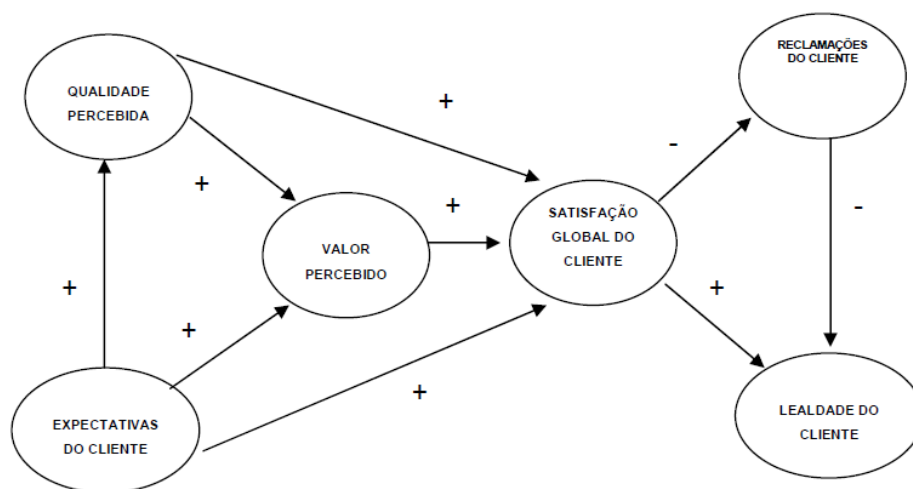 QUALIDADE
PERCEBIDA
RECLAMAÇÕES
DO CLIENTE
+
-
+
+
SATISFAÇÃO
GLOBAL DO
CLIENTE
-
VALOR
PERCEBIDO
+
+
+
+
EXPECTATIVAS
DO CLIENTE
LEALDADE DO
CLIENTE